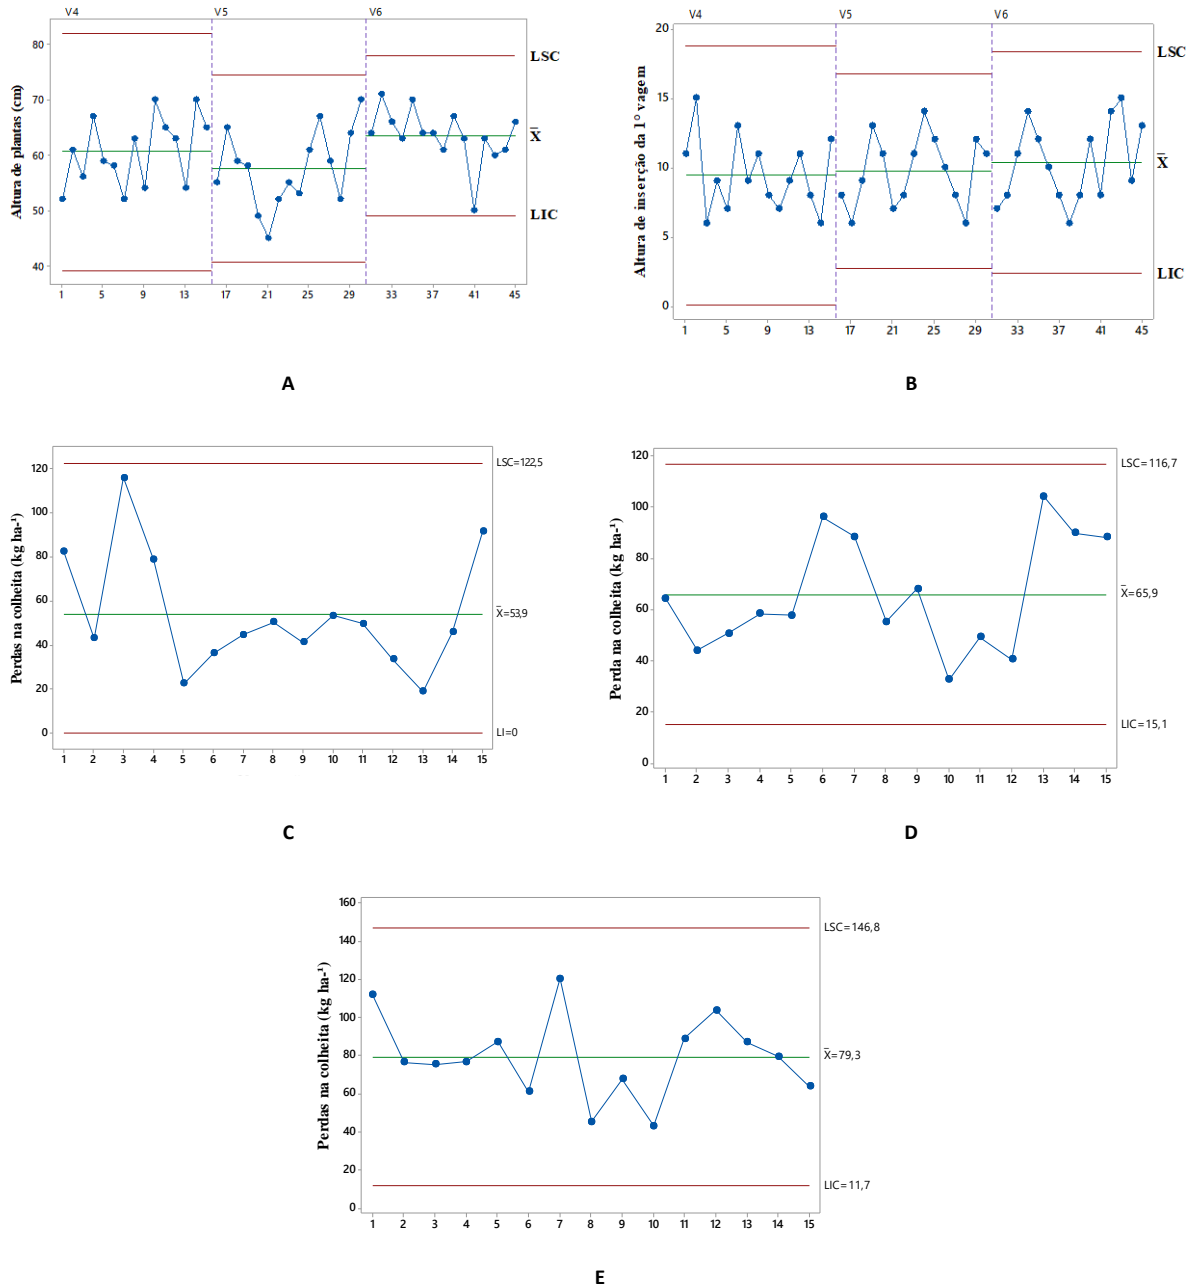 V4 V5 V6
Altura de plantas (cm)
80
70
60
50
40
LSC
X̄
LIC
1 5 9 13 17 21 25 29 33 37 41 45
A
V4 V5 V6
Altura de inserção da 1° vagem
20
15
10
5
0
LSC
X̄
LIC
1 5 9 13 17 21 25 29 33 37 41 45
B
Perdas na colheita (kg ha-¹)
120
100
80
60
40
20
0
LSC=122,5
X̄=53,9
LI=0
1 2 3 4 5 6 7 8 9 10 11 12 13 14 15
C
Perda na colheita (kg ha-¹)
120
100
80
60
40
20
0
LSC=116,7
X̄=65,9
LIC=15,1
1 2 3 4 5 6 7 8 9 10 11 12 13 14 15
D
Perdas na colheita (kg ha-¹)
160
140
120
100
80
60
40
20
0
LSC=146,8
X̄=79,3
LIC=11,7
1 2 3 4 5 6 7 8 9 10 11 12 13 14 15
E